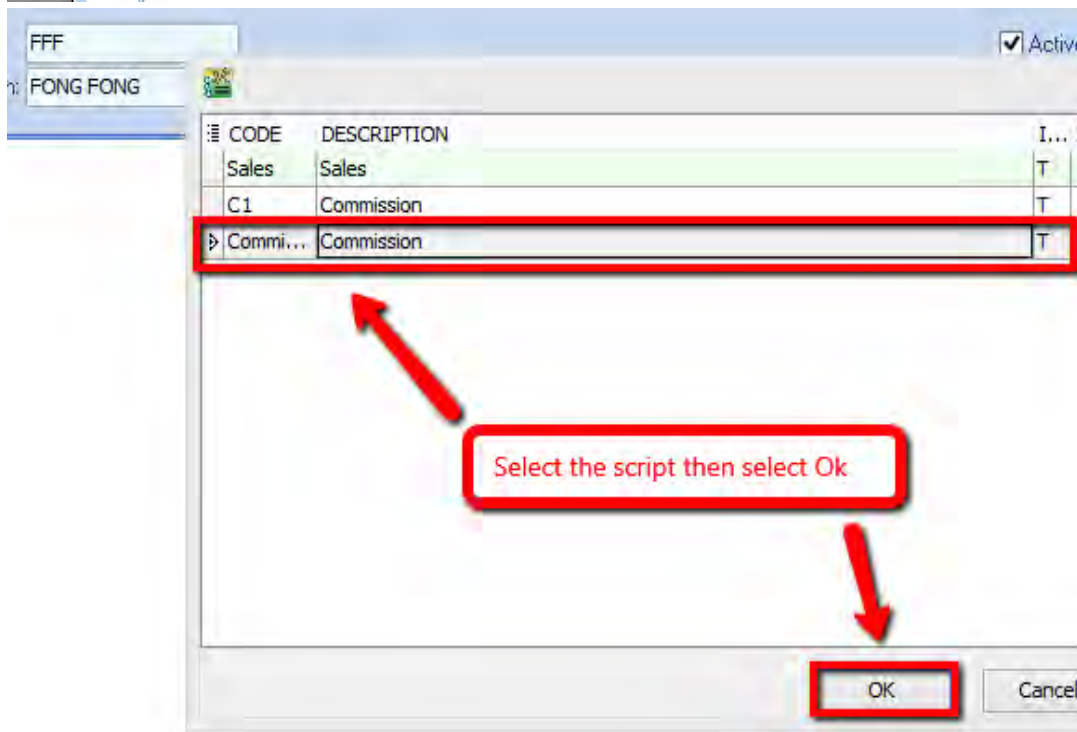 FFF
Active
n: FONG FONG
CODE DESCRIPTION I...
Sales Sales T
C1 Commission T
Commi... Commission T
Select the script then select Ok
OK Cancel